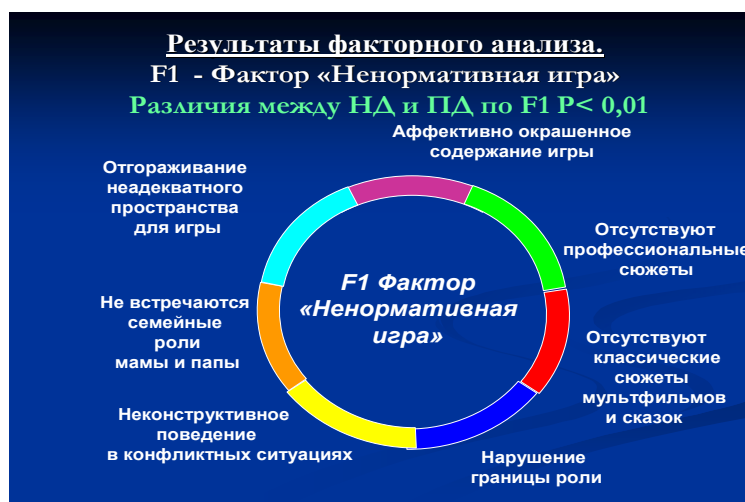 Результаты факторного анализа.
F1 - Фактор «Ненормативная игра»
Различия между НД и ПД по F1 P< 0,01
Аффективно окрашенное
содержание игры
Отгораживание
неадекватного
пространства
для игры
Отсутствуют
профессиональные
сюжеты
F1 Фактор
«Ненормативная
игра»
Не встречаются
семейные
роли
мамы и папы
Отсутствуют
классические
сюжеты
мультфильмов
и сказок
Неконструктивное
поведение
в конфликтных ситуациях
Нарушение
границы роли